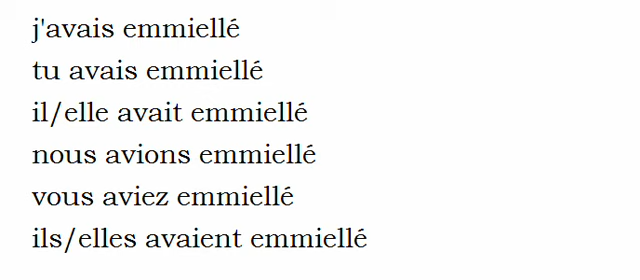 j'avais emmiellé
tu avais emmiellé
il/elle avait emmiellé
nous avions emmiellé
vous aviez emmiellé
ils/elles avaient emmiellé